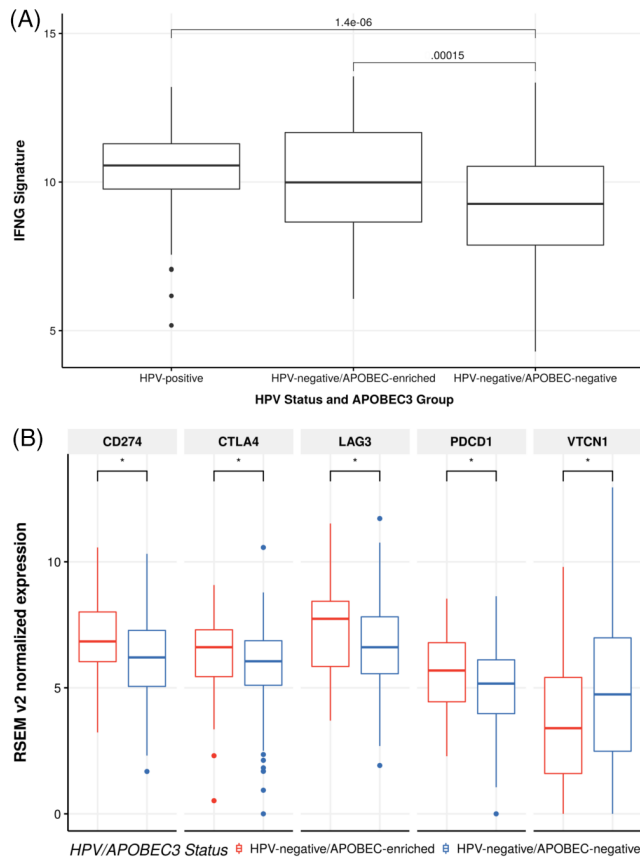 (A)
1.4e-06
.00015
15
10
5
IFNG Signature
HPV-positive
HPV-negative/APOBEC-enriched
HPV-negative/APOBEC-negative
HPV Status and APOBEC3 Group
(B)
CD274
CTLA4
LAG3
PDCD1
VTCN1
* * * * *
10
5
0
RSEM v2 normalized expression
HPV/APOBEC3 Status
HPV-negative/APOBEC-enriched
HPV-negative/APOBEC-negative